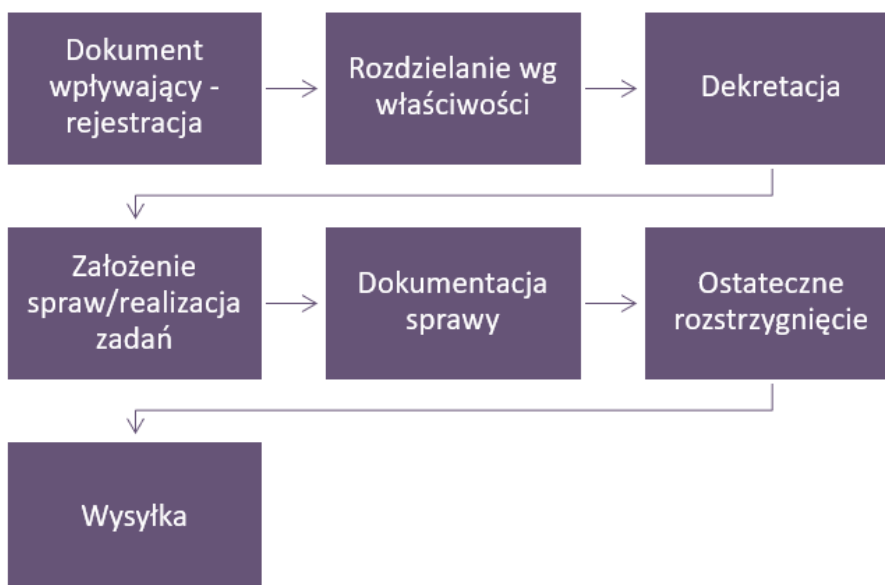 Dokument
wpływający -
rejestracja
Rozdzielanie wg
właściwości
Dekretacja
Założenie
spraw/realizacja
zadań
Dokumentacja
sprawy
Ostateczne
rozstrzygnięcie
Wysyłka